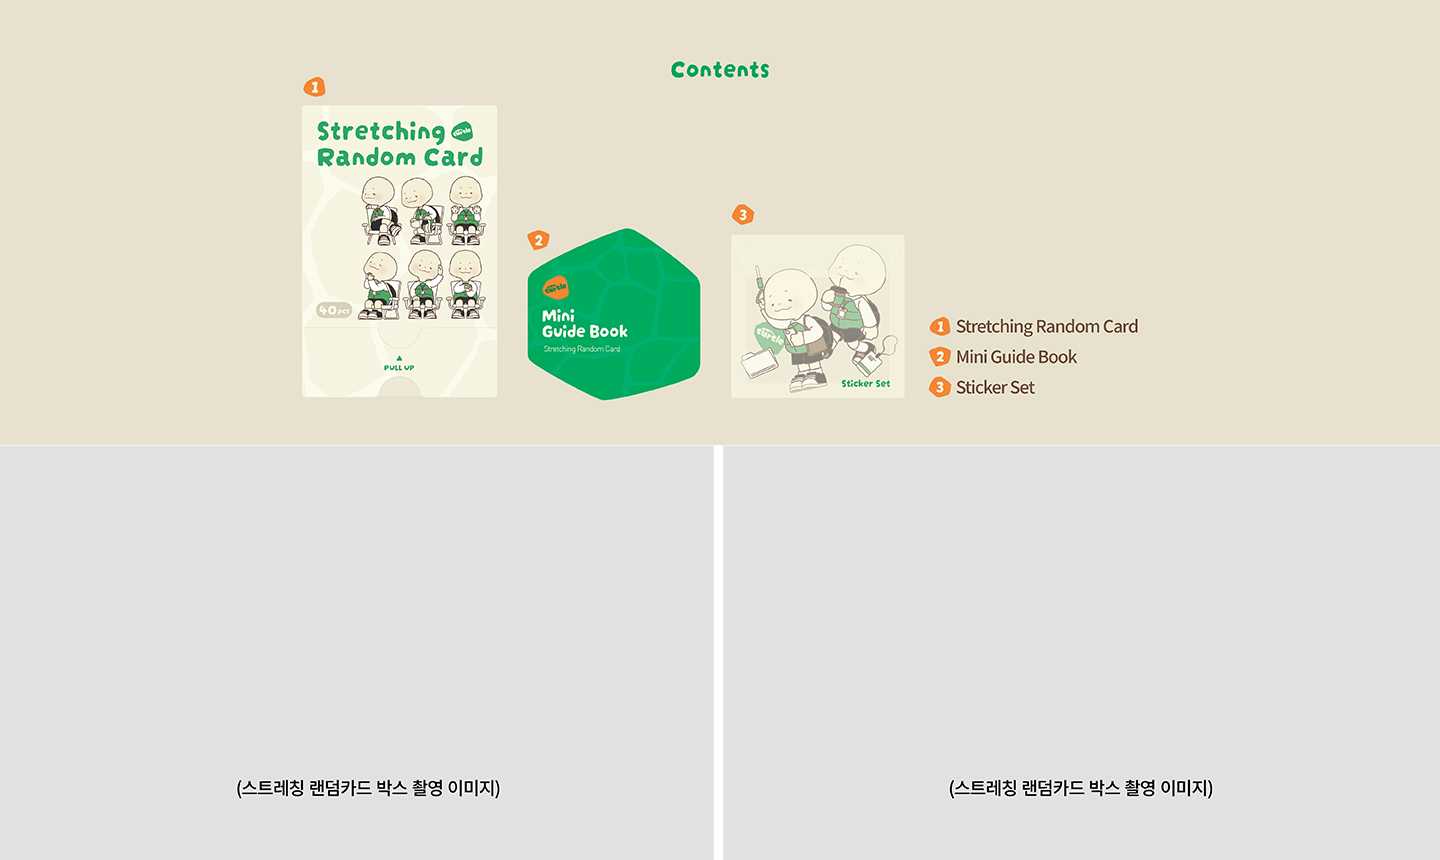 Contents
1
Stretching turtle
Random Card
40 pcs
PULL UP
2
turtle
Mini
Guide Book
Stretching Random Card
3
turtle
Sticker Set
1 Stretching Random Card
2 Mini Guide Book
3 Sticker Set
(스트레칭 랜덤카드 박스 촬영 이미지)
(스트레칭 랜덤카드 박스 촬영 이미지)